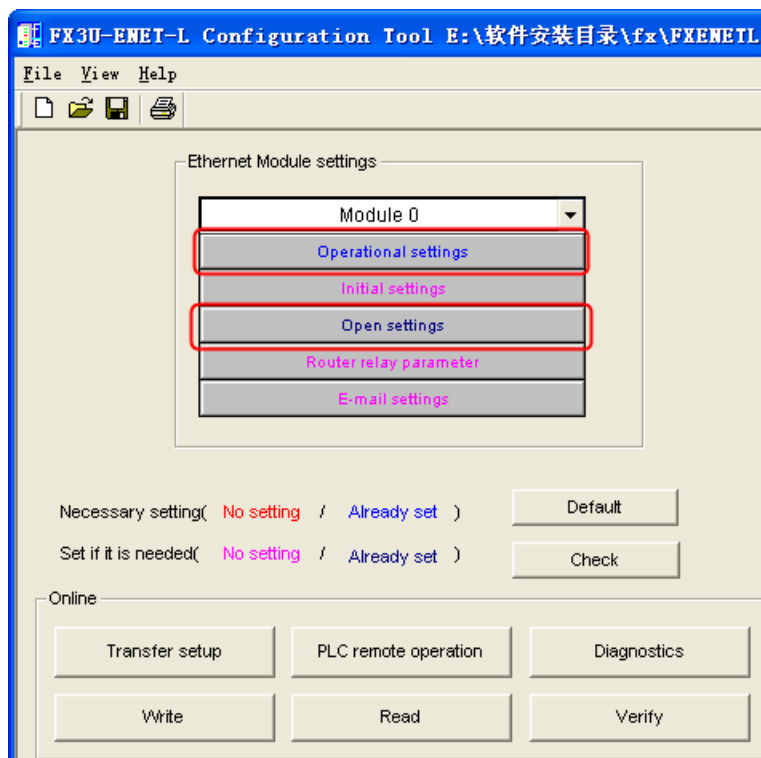 FX3U-ENET-L Configuration Tool E:\软件安装目录\fx\FXENETL
File View Help
Ethernet Module settings
Module 0
Operational settings
Initial settings
Open settings
Router relay parameter
E-mail settings
Necessary setting( No setting / Already set ) Default
Set if it is needed( No setting / Already set ) Check
Online
Transfer setup PLC remote operation Diagnostics
Write Read Verify